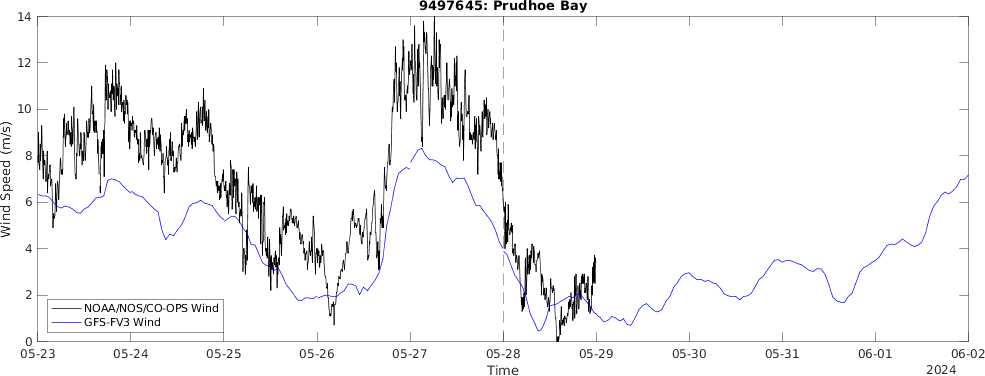 9497645: Prudhoe Bay
Wind Speed (m/s)
14
12
10
8
6
4
2
0
NOAA/NOS/CO-OPS Wind
GFS-FV3 Wind
05-23 05-24 05-25 05-26 05-27 05-28 05-29 05-30 05-31 06-01 06-02
Time
2024